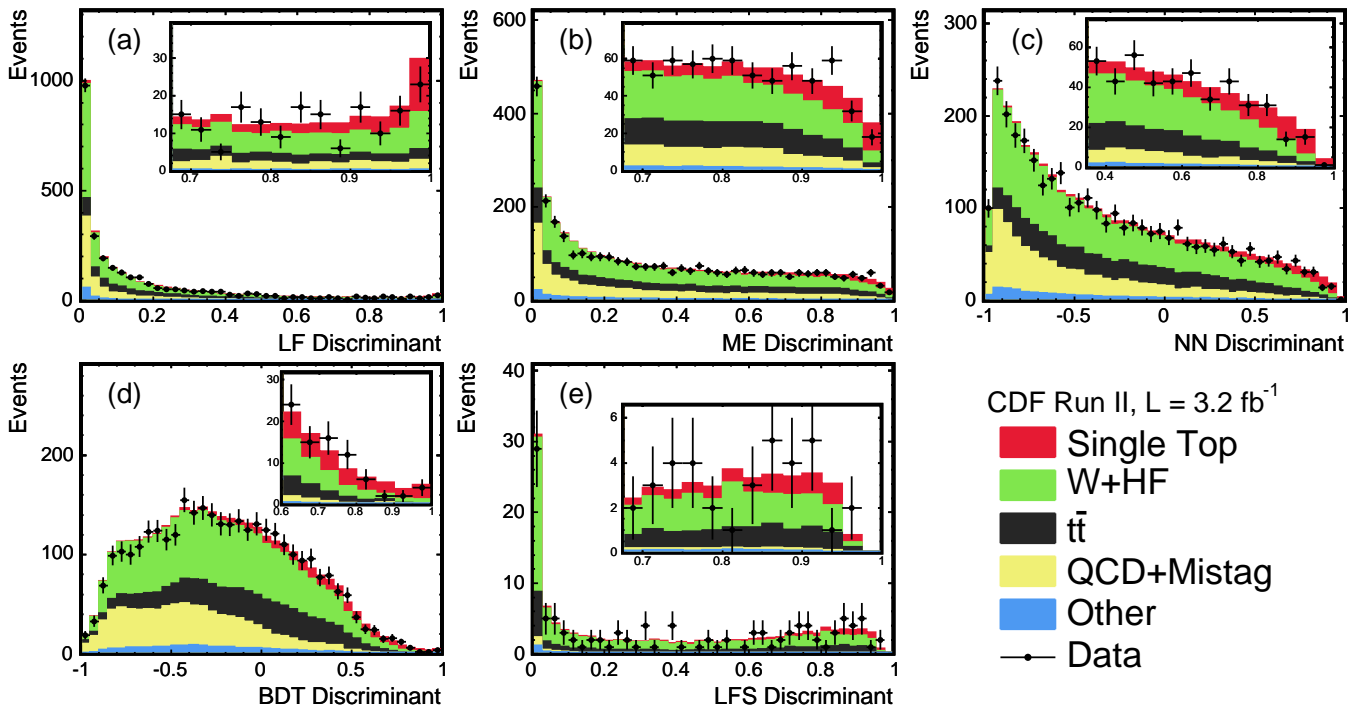 (a)
Events
1000
500
0
30
20
10
0
0.7 0.8 0.9 1
0 0.2 0.4 0.6 0.8 1
LF Discriminant
(b)
Events
600
400
200
0
80
60
40
20
0
0.7 0.8 0.9 1
0 0.2 0.4 0.6 0.8 1
ME Discriminant
(c)
Events
300
200
100
0
60
40
20
0
0.4 0.6 0.8 1
-1 -0.5 0 0.5 1
NN Discriminant
(d)
Events
200
100
0
30
20
10
0
0.6 0.7 0.8 0.9 1
-1 -0.5 0 0.5 1
BDT Discriminant
(e)
Events
40
30
20
10
0
6
4
2
0
0.7 0.8 0.9 1
0 0.2 0.4 0.6 0.8 1
LFS Discriminant
CDF Run II, L = 3.2 fb⁻¹
Single Top
W+HF
tt̄
QCD+Mistag
Other
Data